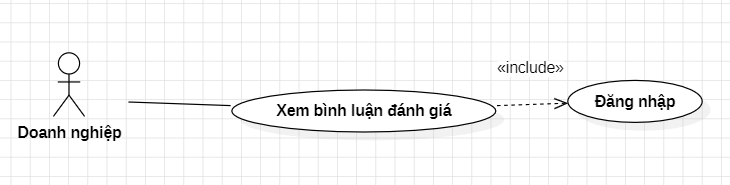 «include»
Xem bình luận đánh giá
Đăng nhập
Doanh nghiệp